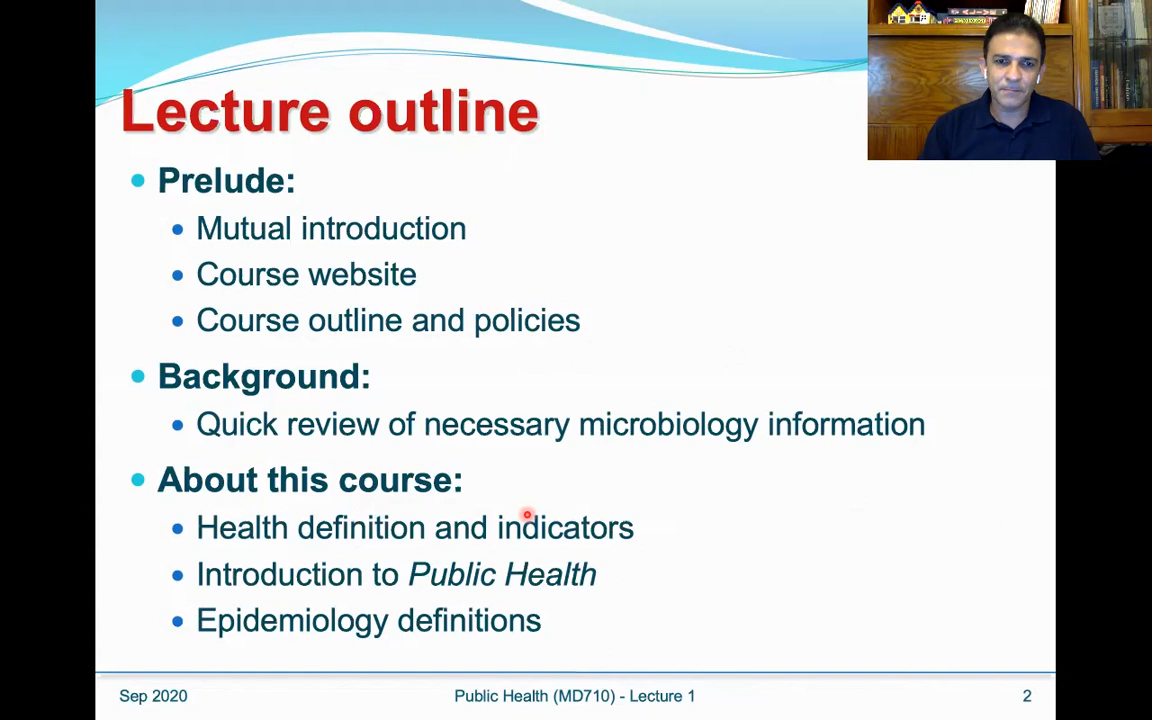 Lecture outline
Prelude:
Mutual introduction
Course website
Course outline and policies
Background:
Quick review of necessary microbiology information
About this course:
Health definition and indicators
Introduction to Public Health
Epidemiology definitions
Sep 2020
Public Health (MD710) - Lecture 1
2